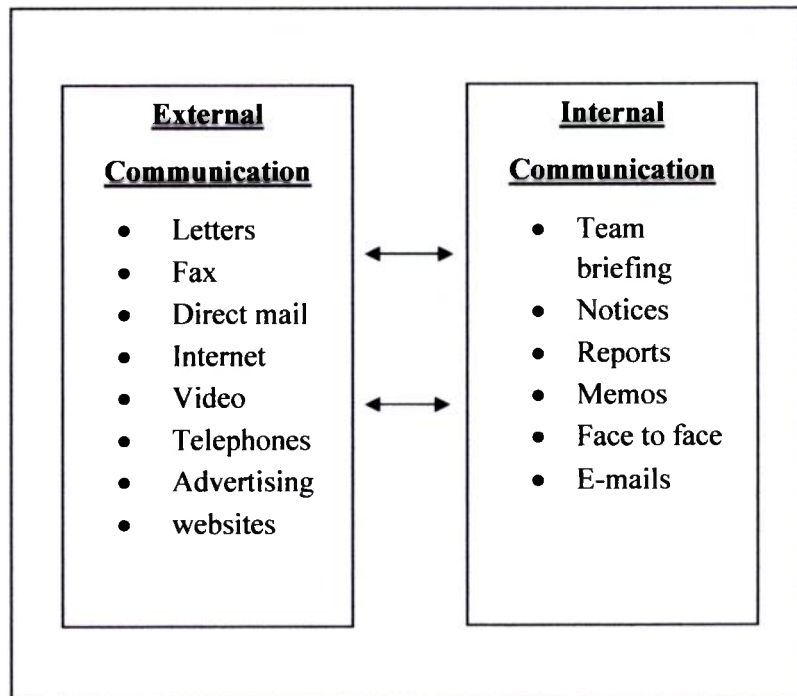 External
Communication
• Letters
• Fax
• Direct mail
• Internet
• Video
• Telephones
• Advertising
• websites
Internal
Communication
• Team
briefing
• Notices
• Reports
• Memos
• Face to face
• E-mails